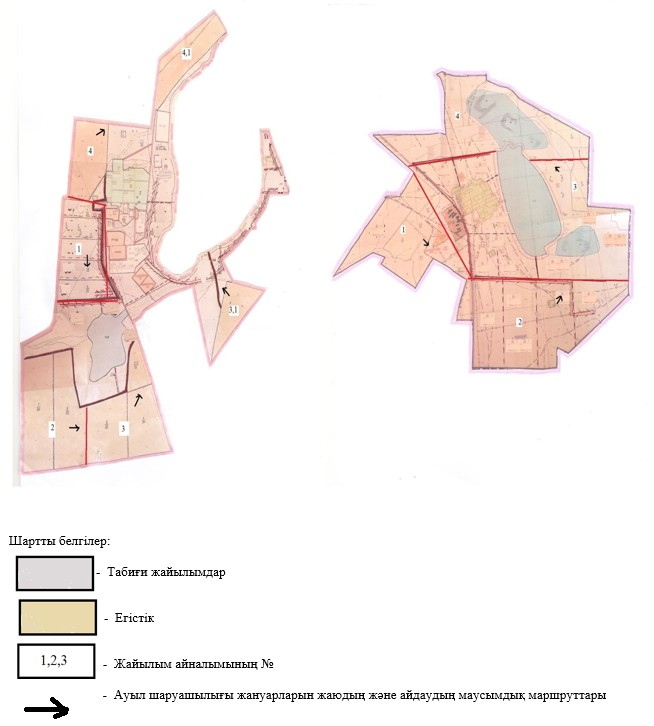 4,1
4
1
3,1
2
3
4
3
1
2
Шартты белгілер:
- Табиғи жайылымдар
- Егістік
1,2,3
- Жайылым айналымының №
- Ауыл шаруашылығы жануарларын жаюдың және айдаудың маусымдық маршруттары